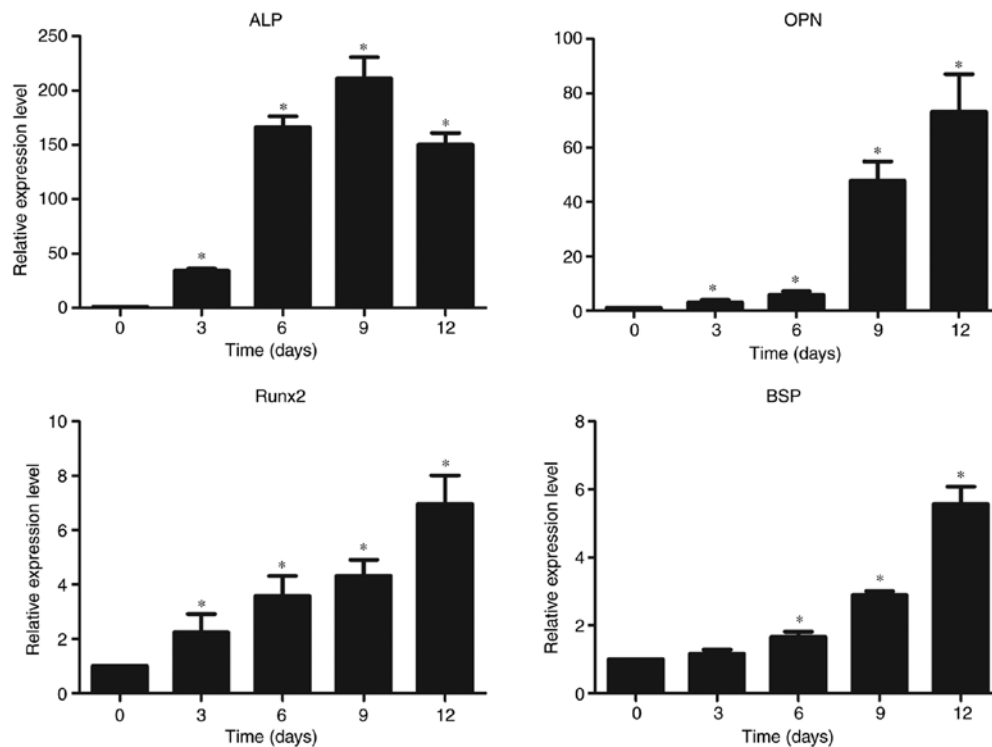 ALP
Relative expression level
250
200
150
100
50
0
*
*
*
*
0 3 6 9 12
Time (days)
OPN
100
80
60
40
20
0
*
*
*
*
0 3 6 9 12
Time (days)
Runx2
Relative expression level
10
8
6
4
2
0
*
*
*
*
0 3 6 9 12
Time (days)
BSP
Relative expression level
8
6
4
2
0
*
*
*
0 3 6 9 12
Time (days)